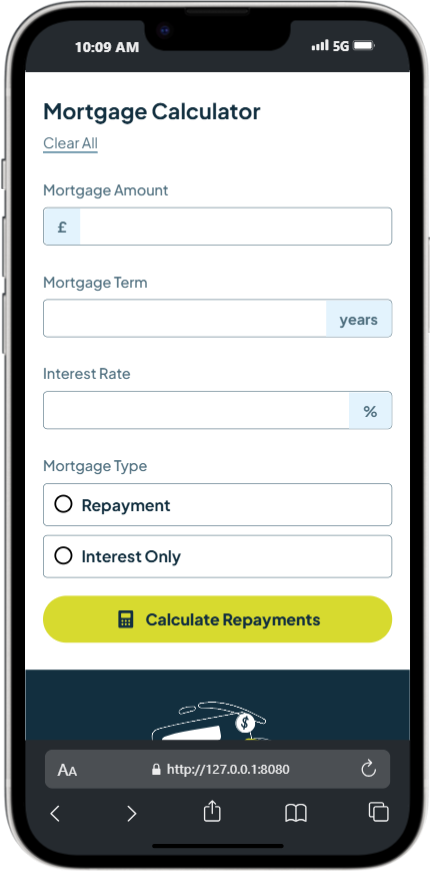 10:09 AM
5G
Mortgage Calculator
Clear All
Mortgage Amount
£
Mortgage Term
years
Interest Rate
%
Mortgage Type
Repayment
Interest Only
Calculate Repayments
$
AA
http://127.0.0.1:8080